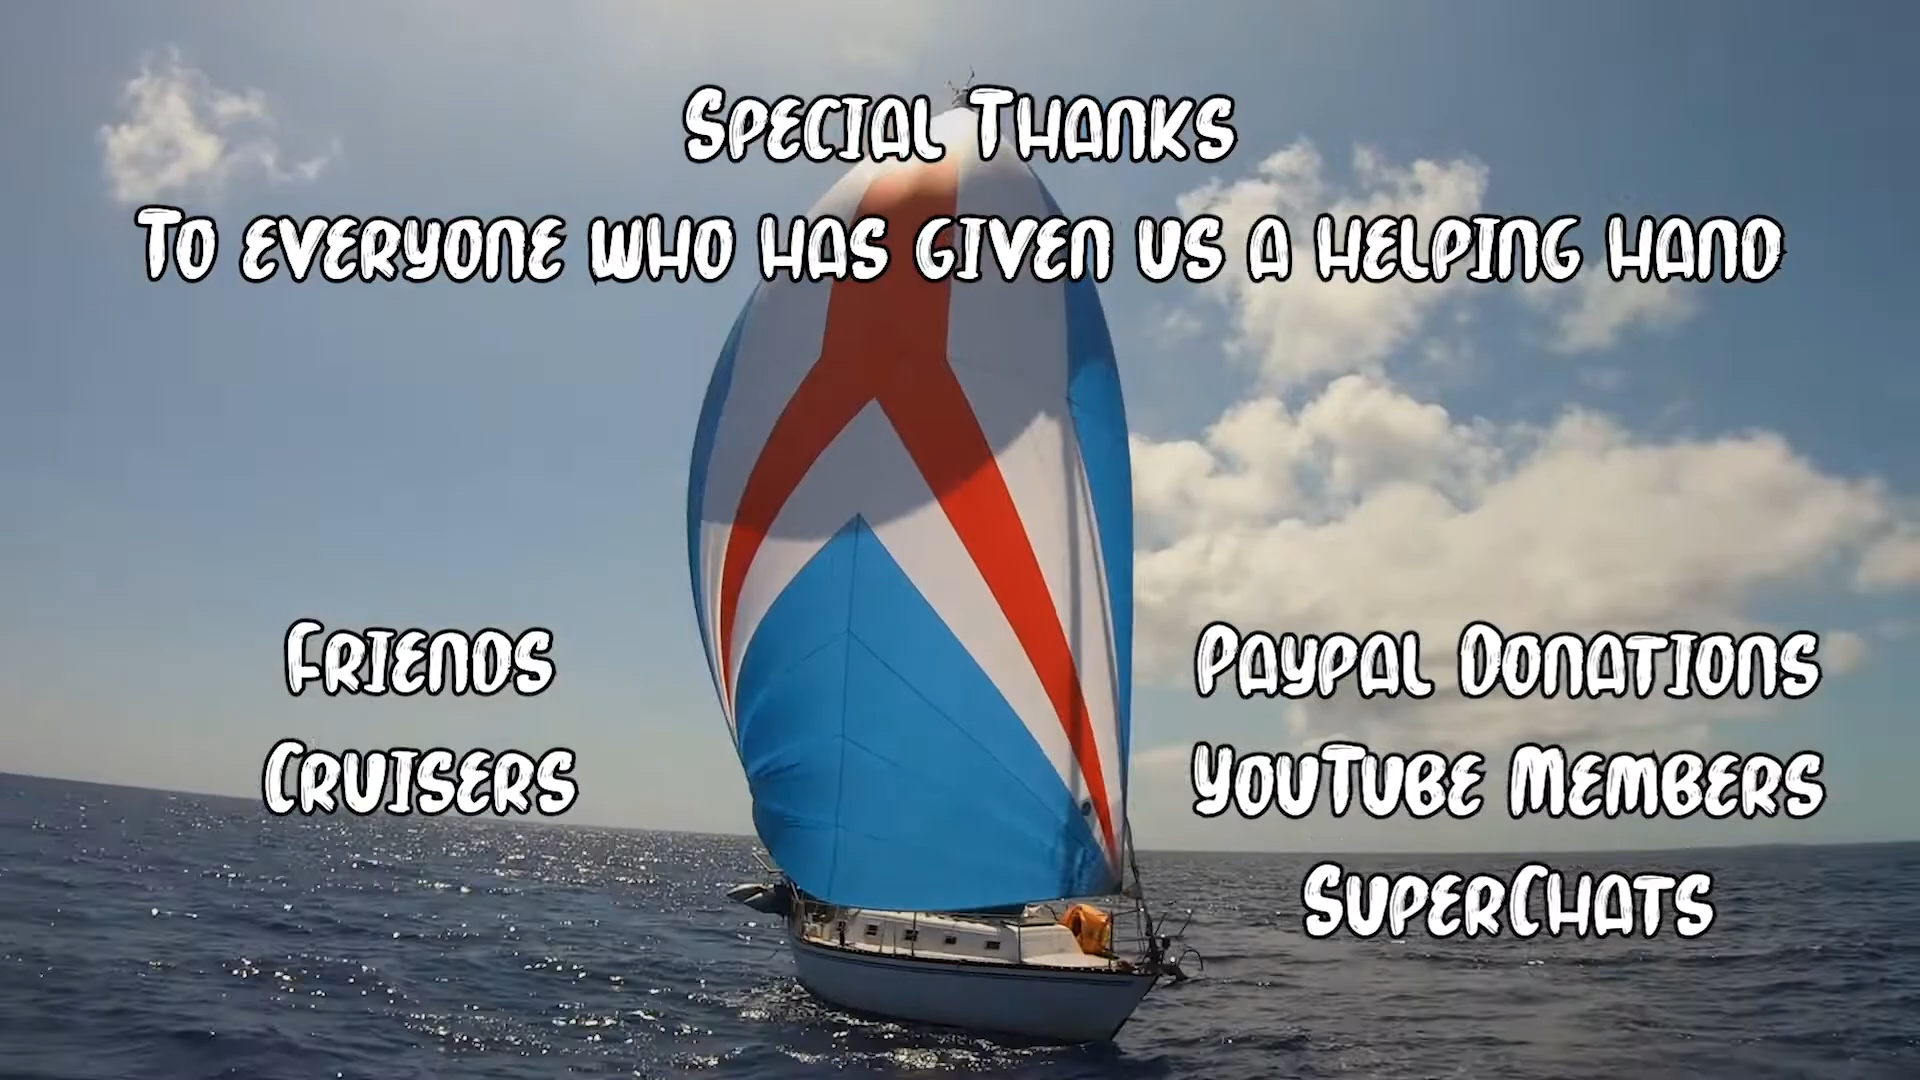 Special Thanks
To everyone who has given us a helping hand
Friends
Cruisers
Paypal Donations
YouTube Members
SuperChats